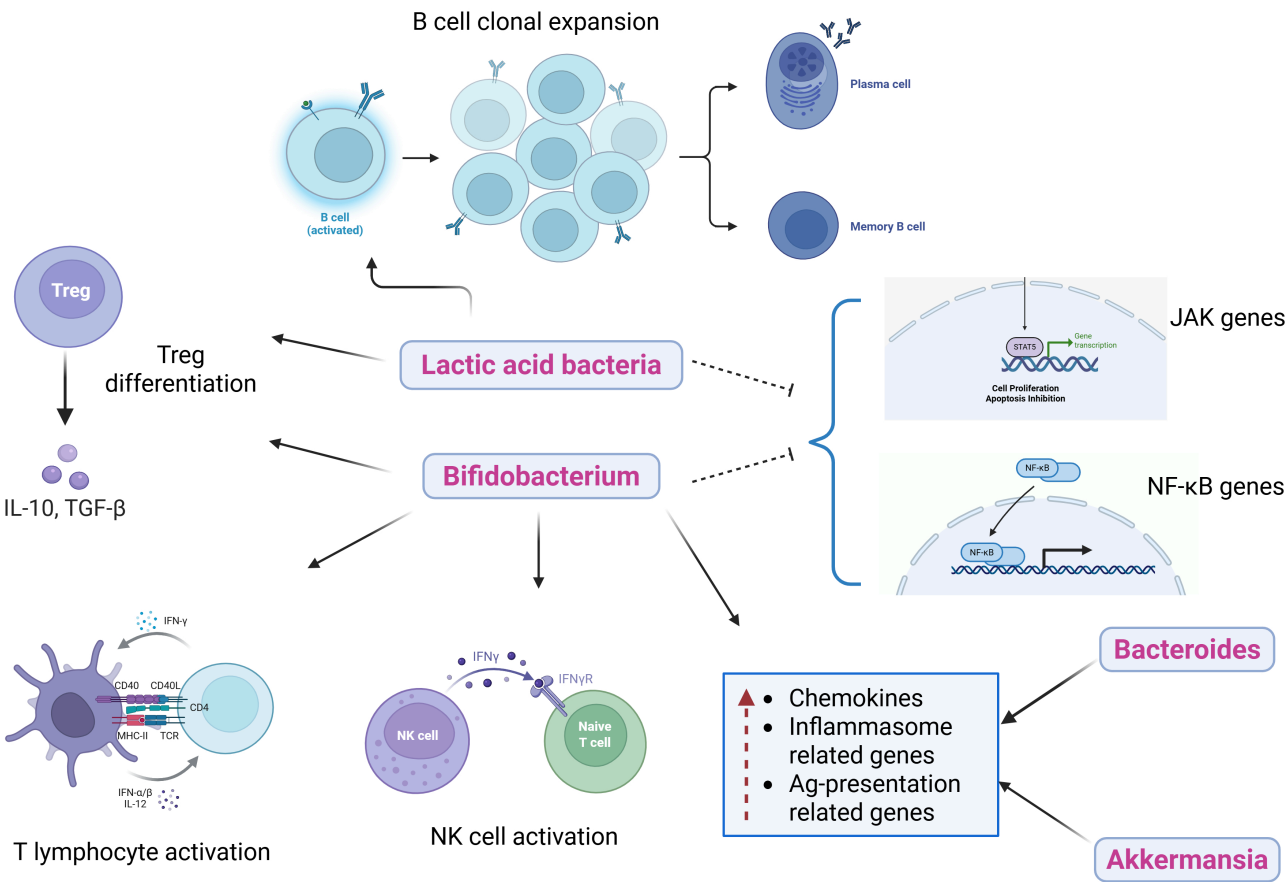 B cell clonal expansion
Plasma cell
B cell
(activated)
Memory B cell
Treg
Treg
differentiation
IL-10, TGF-β
Lactic acid bacteria
Bifidobacterium
JAK genes
STAT5
Gene
transcription
Cell Proliferation
Apoptosis Inhibition
NF-κB genes
NF-κB
NF-κB
IFN-γ
CD40
CD40L
CD4
MHC-II
TCR
IFN-α/β
IL-12
T lymphocyte activation
IFNγ
IFNγR
NK cell
Naive
T cell
NK cell activation
• Chemokines
• Inflammasome
related genes
• Ag-presentation
related genes
Bacteroides
Akkermansia